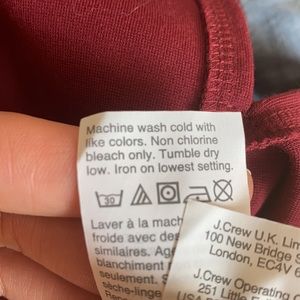 Machine wash cold with
like colors. Non chlorine
bleach only. Tumble dry
low. Iron on lowest setting.
30
Laver à la mach
froide avec des
similaires.
blanchiment
seulement.
sèche-linge
J.Crew U.K. Lim
100 New Bridge S
London, EC4V
J.Crew Operating
251 Little